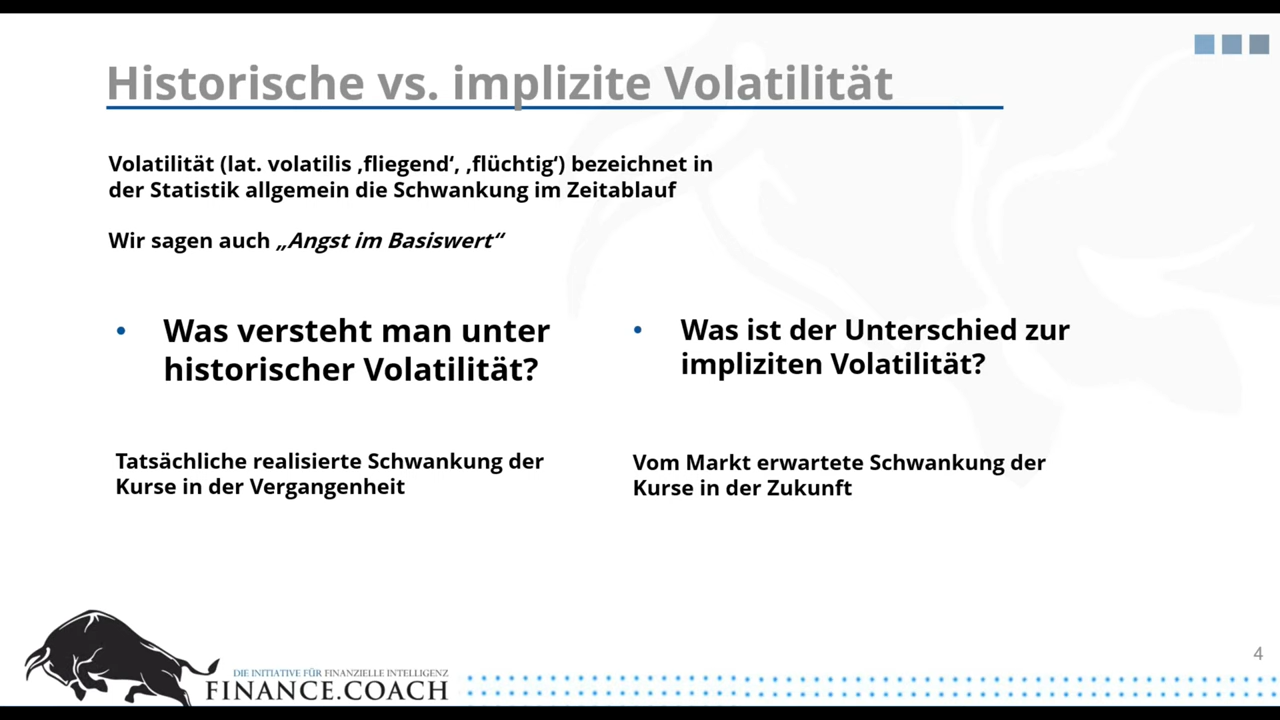 Historische vs. implizite Volatilität
Volatilität (lat. volatilis ‚fliegend‘, ‚flüchtig‘) bezeichnet in
der Statistik allgemein die Schwankung im Zeitablauf
Wir sagen auch „Angst im Basiswert“
• Was versteht man unter
historischer Volatilität?
Tatsächliche realisierte Schwankung der
Kurse in der Vergangenheit
• Was ist der Unterschied zur
impliziten Volatilität?
Vom Markt erwartete Schwankung der
Kurse in der Zukunft
DIE INITIATIVE FÜR FINANZIELLE INTELLIGENZ
FINANCE.COACH
4